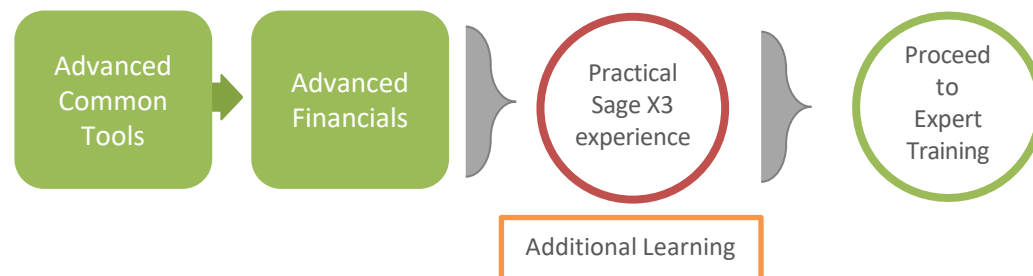 Advanced
Common
Tools
Advanced
Financials
Practical
Sage X3
experience
Proceed
to
Expert
Training
Additional Learning